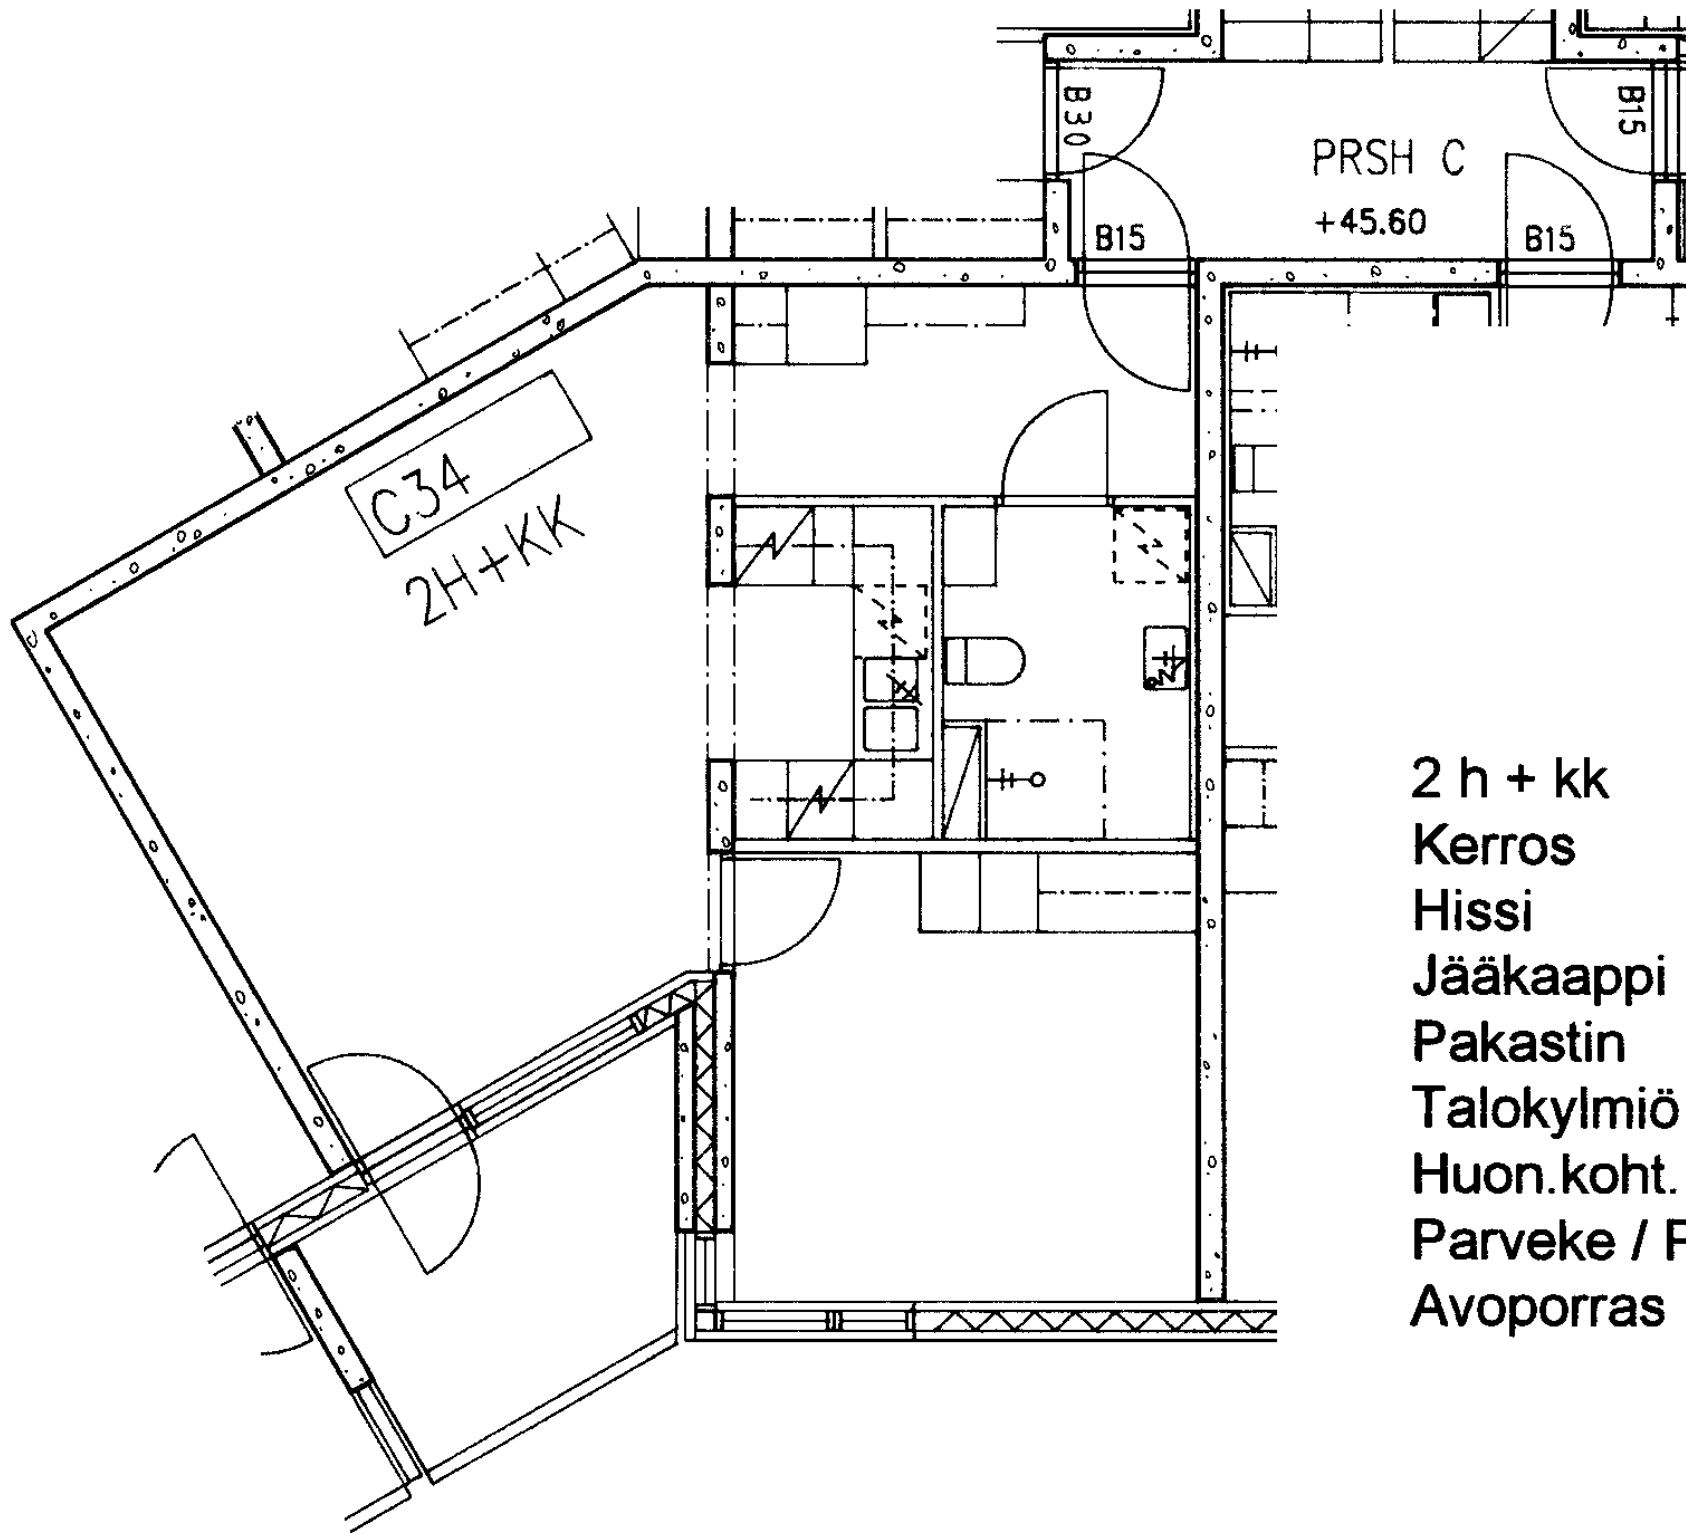 B30
B15
PRSH C
+45.60
B15
B15
C34
2H+KK
2 h + kk
Kerros
Hissi
Jääkaappi
Pakastin
Talokylmiö
Huon.koht.
Parveke / P
Avoporras